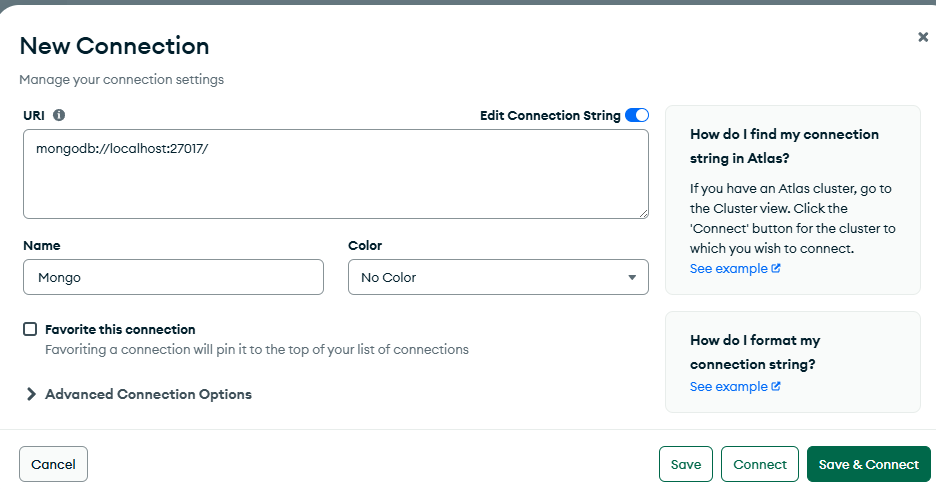 New Connection
Manage your connection settings
URI
Edit Connection String
mongodb://localhost:27017/
Name
Color
Mongo
No Color
Favorite this connection
Favoriting a connection will pin it to the top of your list of connections
Advanced Connection Options
How do I find my connection
string in Atlas?
If you have an Atlas cluster, go to
the Cluster view. Click the
'Connect' button for the cluster to
which you wish to connect.
See example
How do I format my
connection string?
See example
Cancel
Save
Connect
Save & Connect